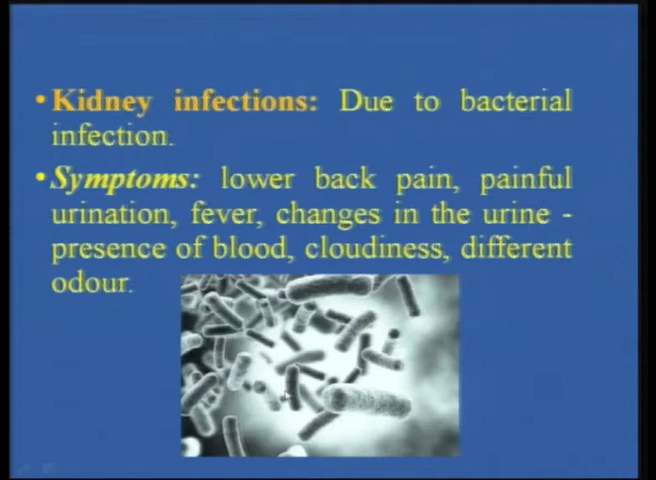 • Kidney infections: Due to bacterial
infection.
• Symptoms: lower back pain, painful
urination, fever, changes in the urine -
presence of blood, cloudiness, different
odour.